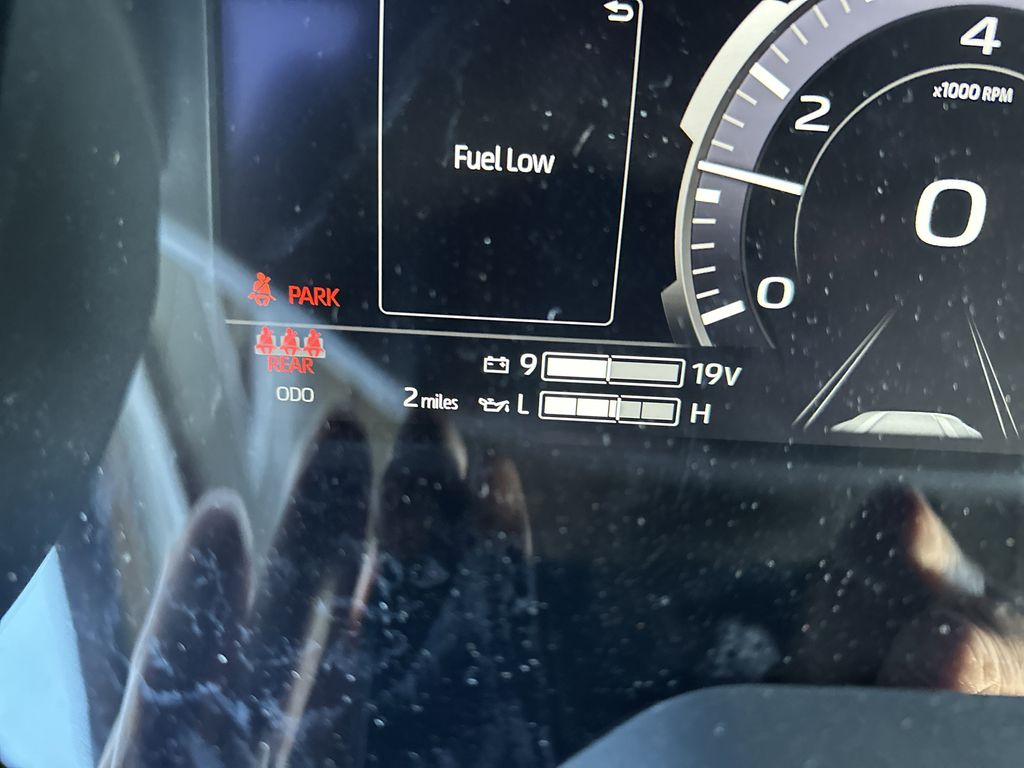 Fuel Low
4
x1000 RPM
2
0
0
PARK
REAR
ODO 2 miles
9 19V
L H